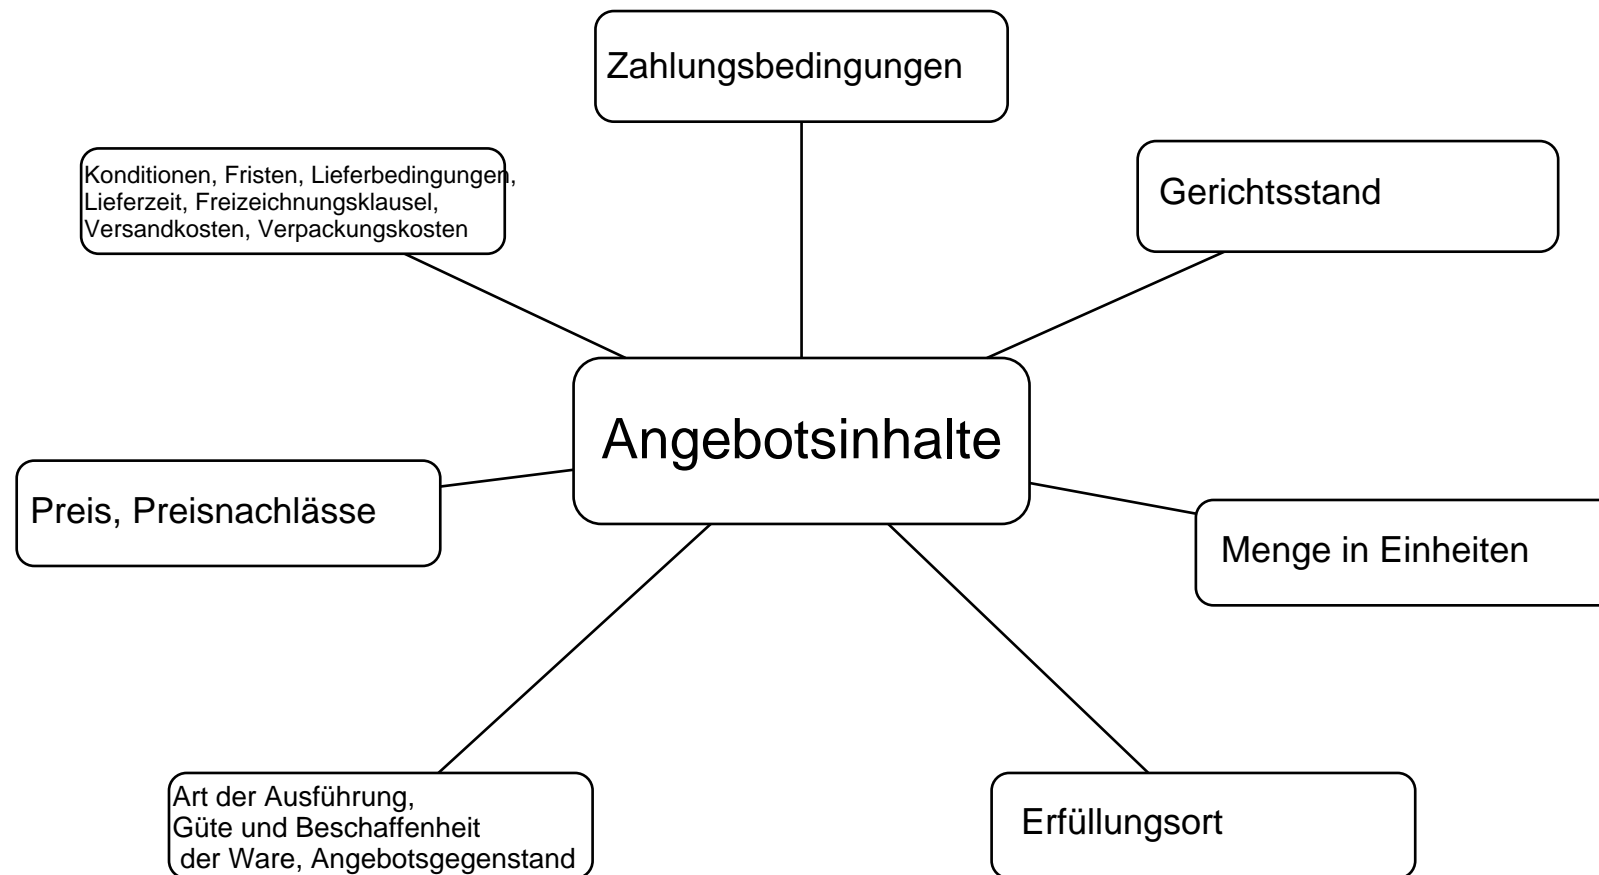 Zahlungsbedingungen
Konditionen, Fristen, Lieferbedingungen,
Lieferzeit, Freizeichnungsklausel,
Versandkosten, Verpackungskosten
Gerichtsstand
Angebotsinhalte
Preis, Preisnachlässe
Menge in Einheiten
Art der Ausführung,
Güte und Beschaffenheit
der Ware, Angebotsgegenstand
Erfüllungsort